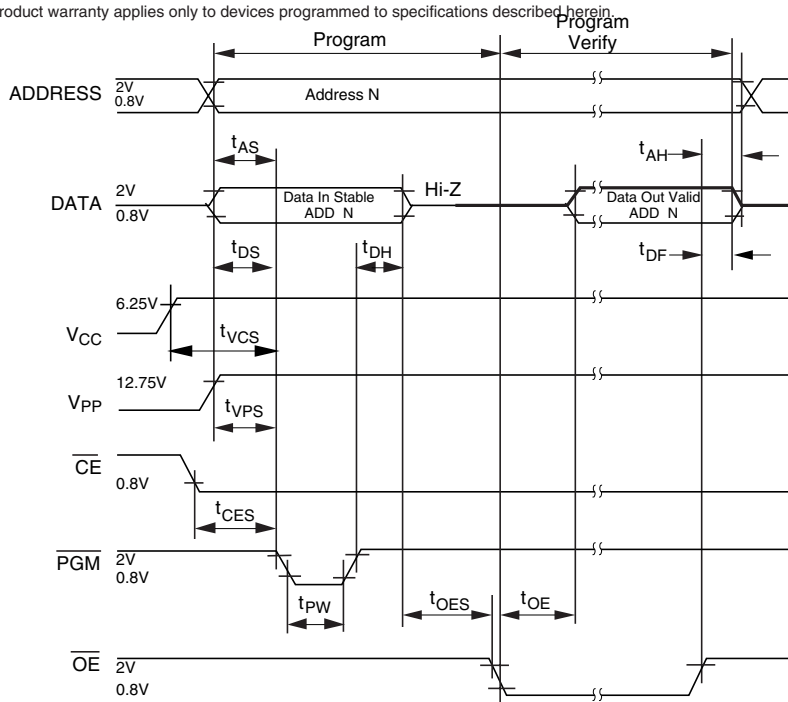 roduct warranty applies only to devices programmed to specifications described herein.
Program
Program
Verify
ADDRESS
2V
0.8V
Address N
tAS
tAH
DATA
2V
0.8V
Data In Stable
ADD N
Hi-Z
Data Out Valid
ADD N
tDS
tDH
tDF
VCC
6.25V
tVCS
VPP
12.75V
tVPS
CE
0.8V
tCES
PGM
2V
0.8V
tPW
tOES
tOE
OE
2V
0.8V